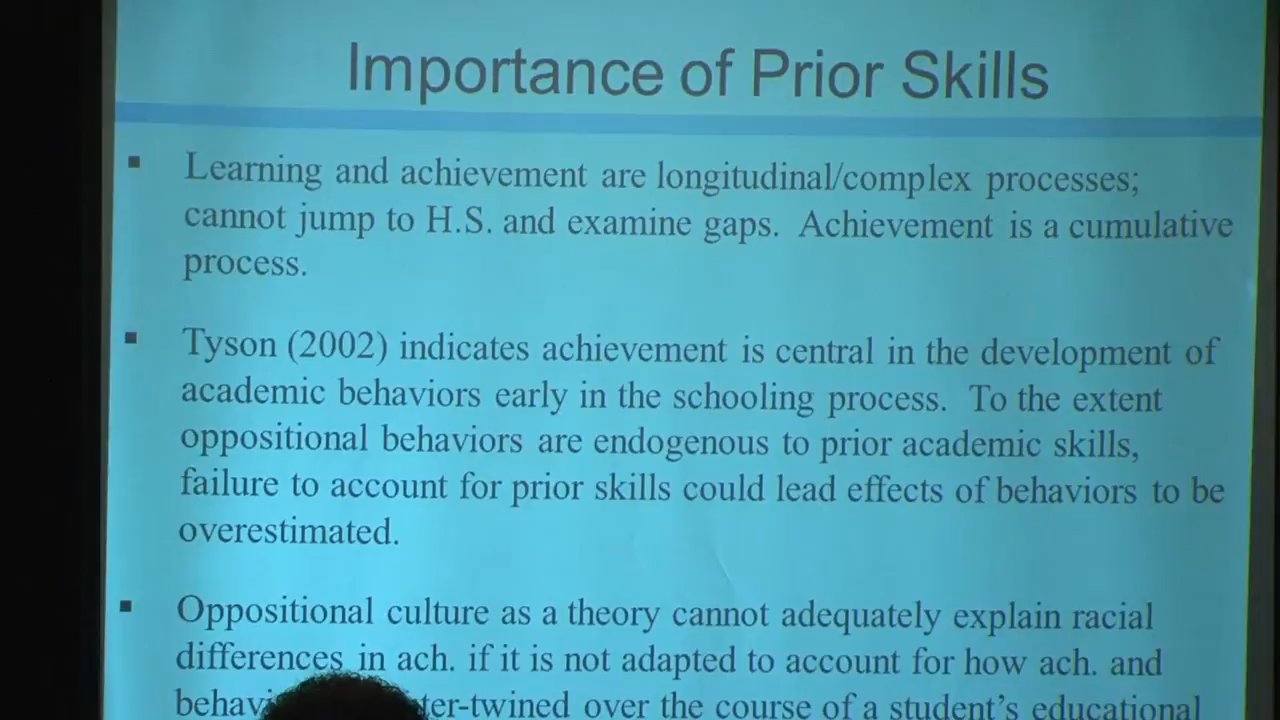 Importance of Prior Skills
▪ Learning and achievement are longitudinal/complex processes;
cannot jump to H.S. and examine gaps. Achievement is a cumulative
process.
▪ Tyson (2002) indicates achievement is central in the development of
academic behaviors early in the schooling process. To the extent
oppositional behaviors are endogenous to prior academic skills,
failure to account for prior skills could lead effects of behaviors to be
overestimated.
▪ Oppositional culture as a theory cannot adequately explain racial
differences in ach. if it is not adapted to account for how ach. and
over the course of a student's educational